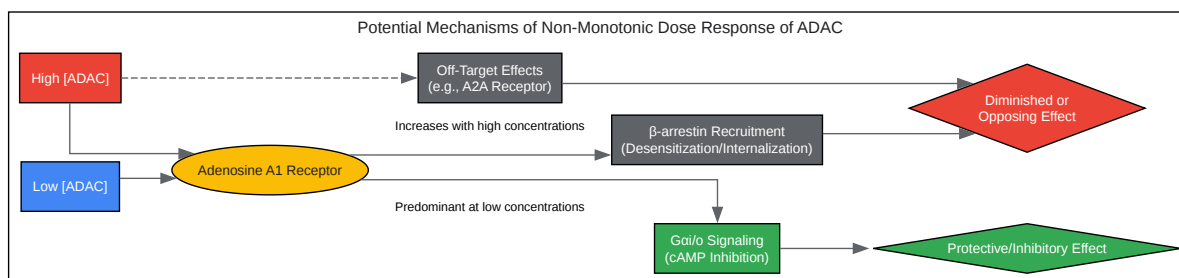 Potential Mechanisms of Non-Monotonic Dose Response of ADAC
High [ADAC]
Off-Target Effects
(e.g., A2A Receptor)
Diminished or
Opposing Effect
Increases with high concentrations
β-arrestin Recruitment
(Desensitization/Internalization)
Adenosine A1 Receptor
Low [ADAC]
Predominant at low concentrations
Gαi/o Signaling
(cAMP Inhibition)
Protective/Inhibitory Effect